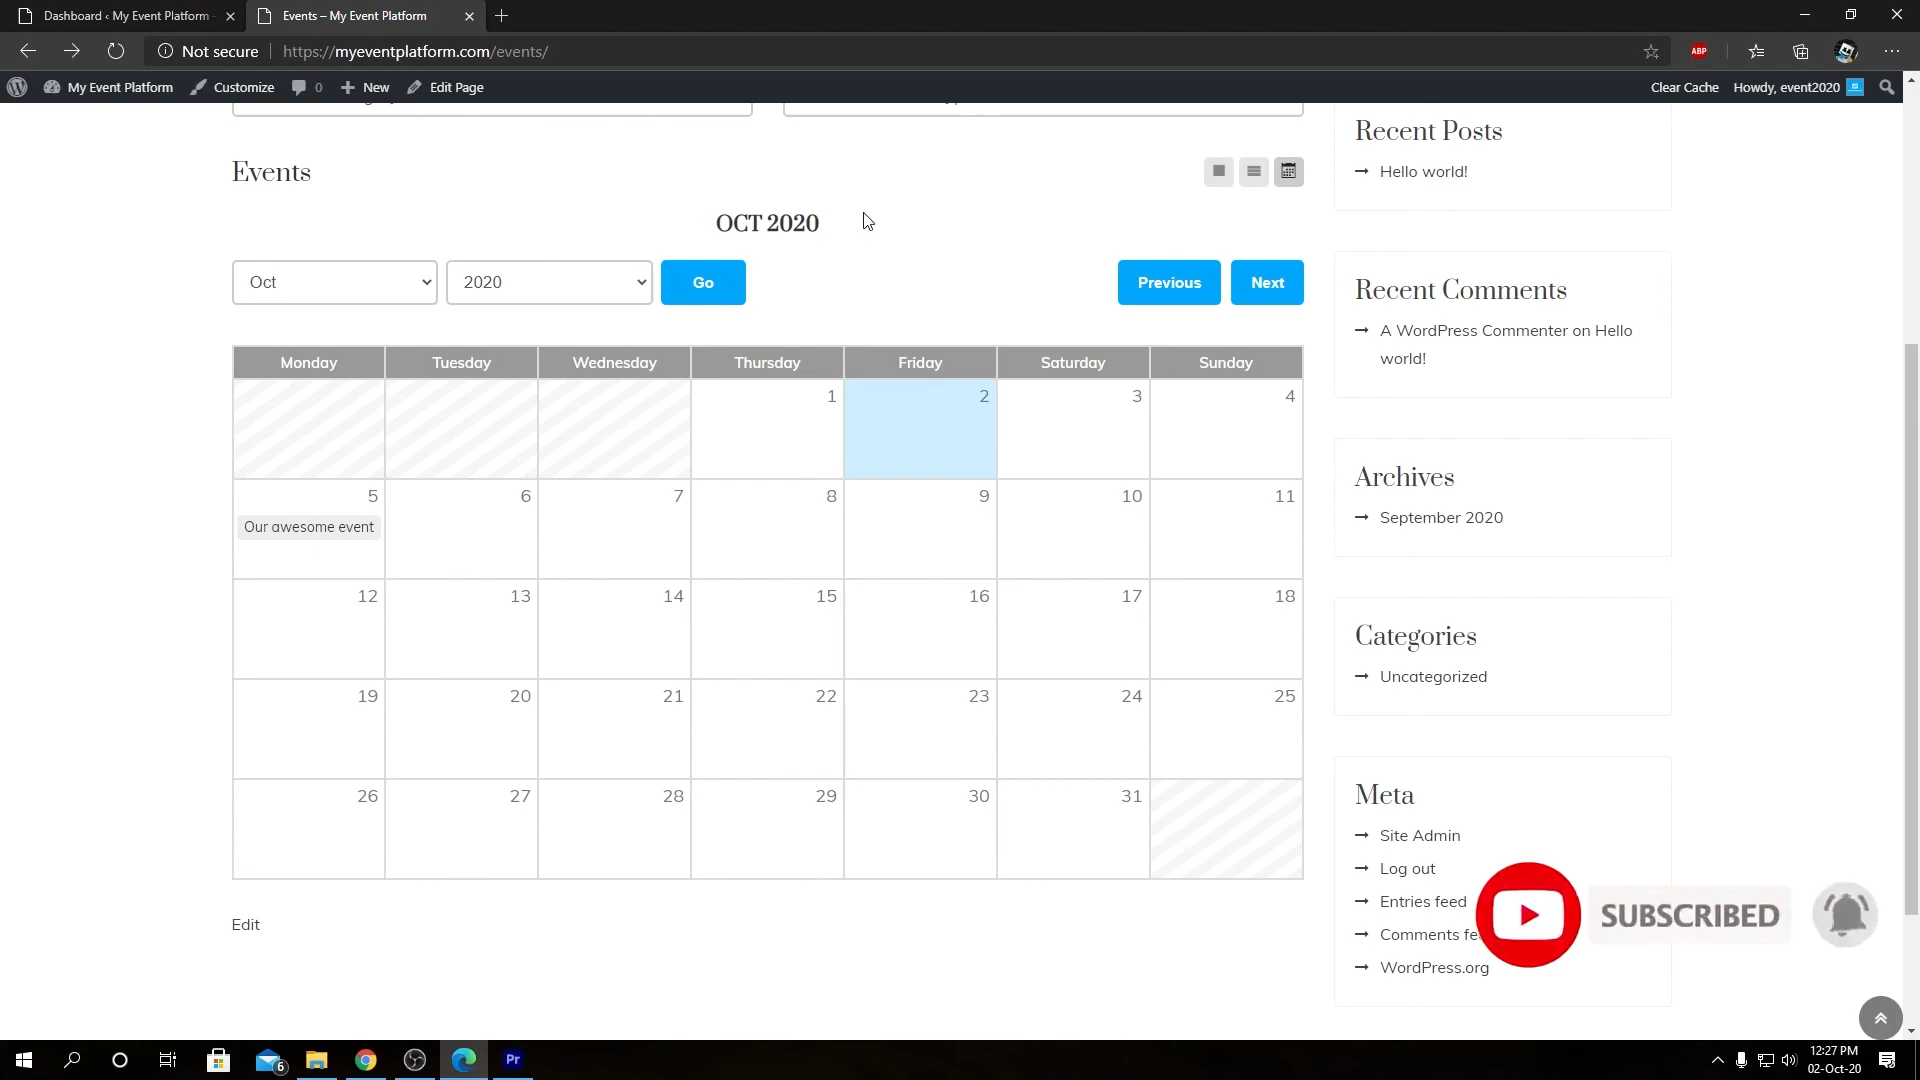 Dashboard ‹ My Event Platform
Events – My Event Platform
Not secure
https://myeventplatform.com/events/
ABP
My Event Platform
Customize
0
New
Edit Page
Clear Cache
Howdy, event2020
Events
OCT 2020
Oct
2020
Go
Previous
Next
Monday Tuesday Wednesday Thursday Friday Saturday Sunday
1 2 3 4
5 6 7 8 9 10 11
Our awesome event
12 13 14 15 16 17 18
19 20 21 22 23 24 25
26 27 28 29 30 31
Edit
Recent Posts
Hello world!
Recent Comments
A WordPress Commenter on Hello
world!
Archives
September 2020
Categories
Uncategorized
Meta
Site Admin
Log out
Entries feed
Comments
WordPress.org
SUBSCRIBED
6
Pr
12:27 PM
02-Oct-20